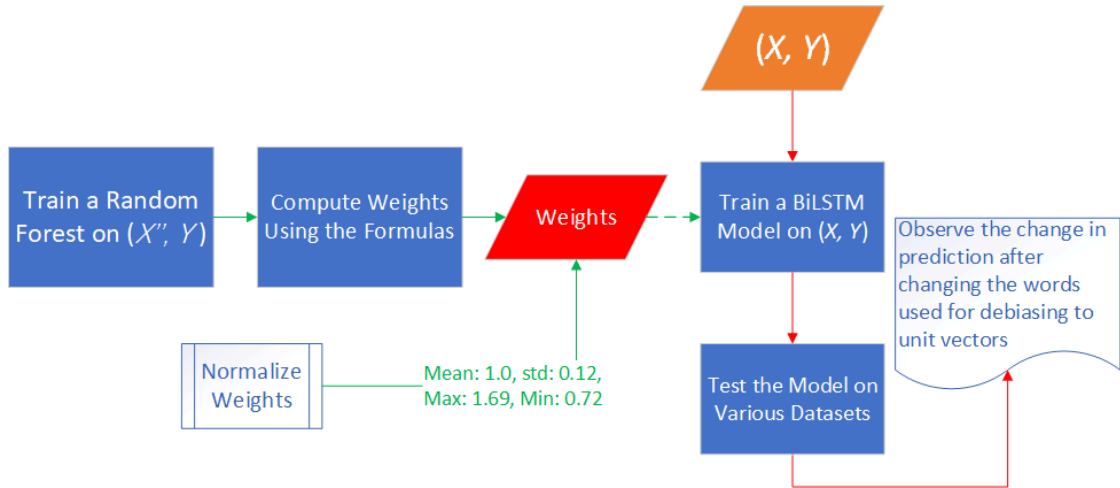 (X, Y)
Train a Random
Forest on (X'', Y)
Compute Weights
Using the Formulas
Weights
Train a BiLSTM
Model on (X, Y)
Observe the change in
prediction after
changing the words
used for debiasing to
unit vectors
Normalize
Weights
Mean: 1.0, std: 0.12,
Max: 1.69, Min: 0.72
Test the Model on
Various Datasets